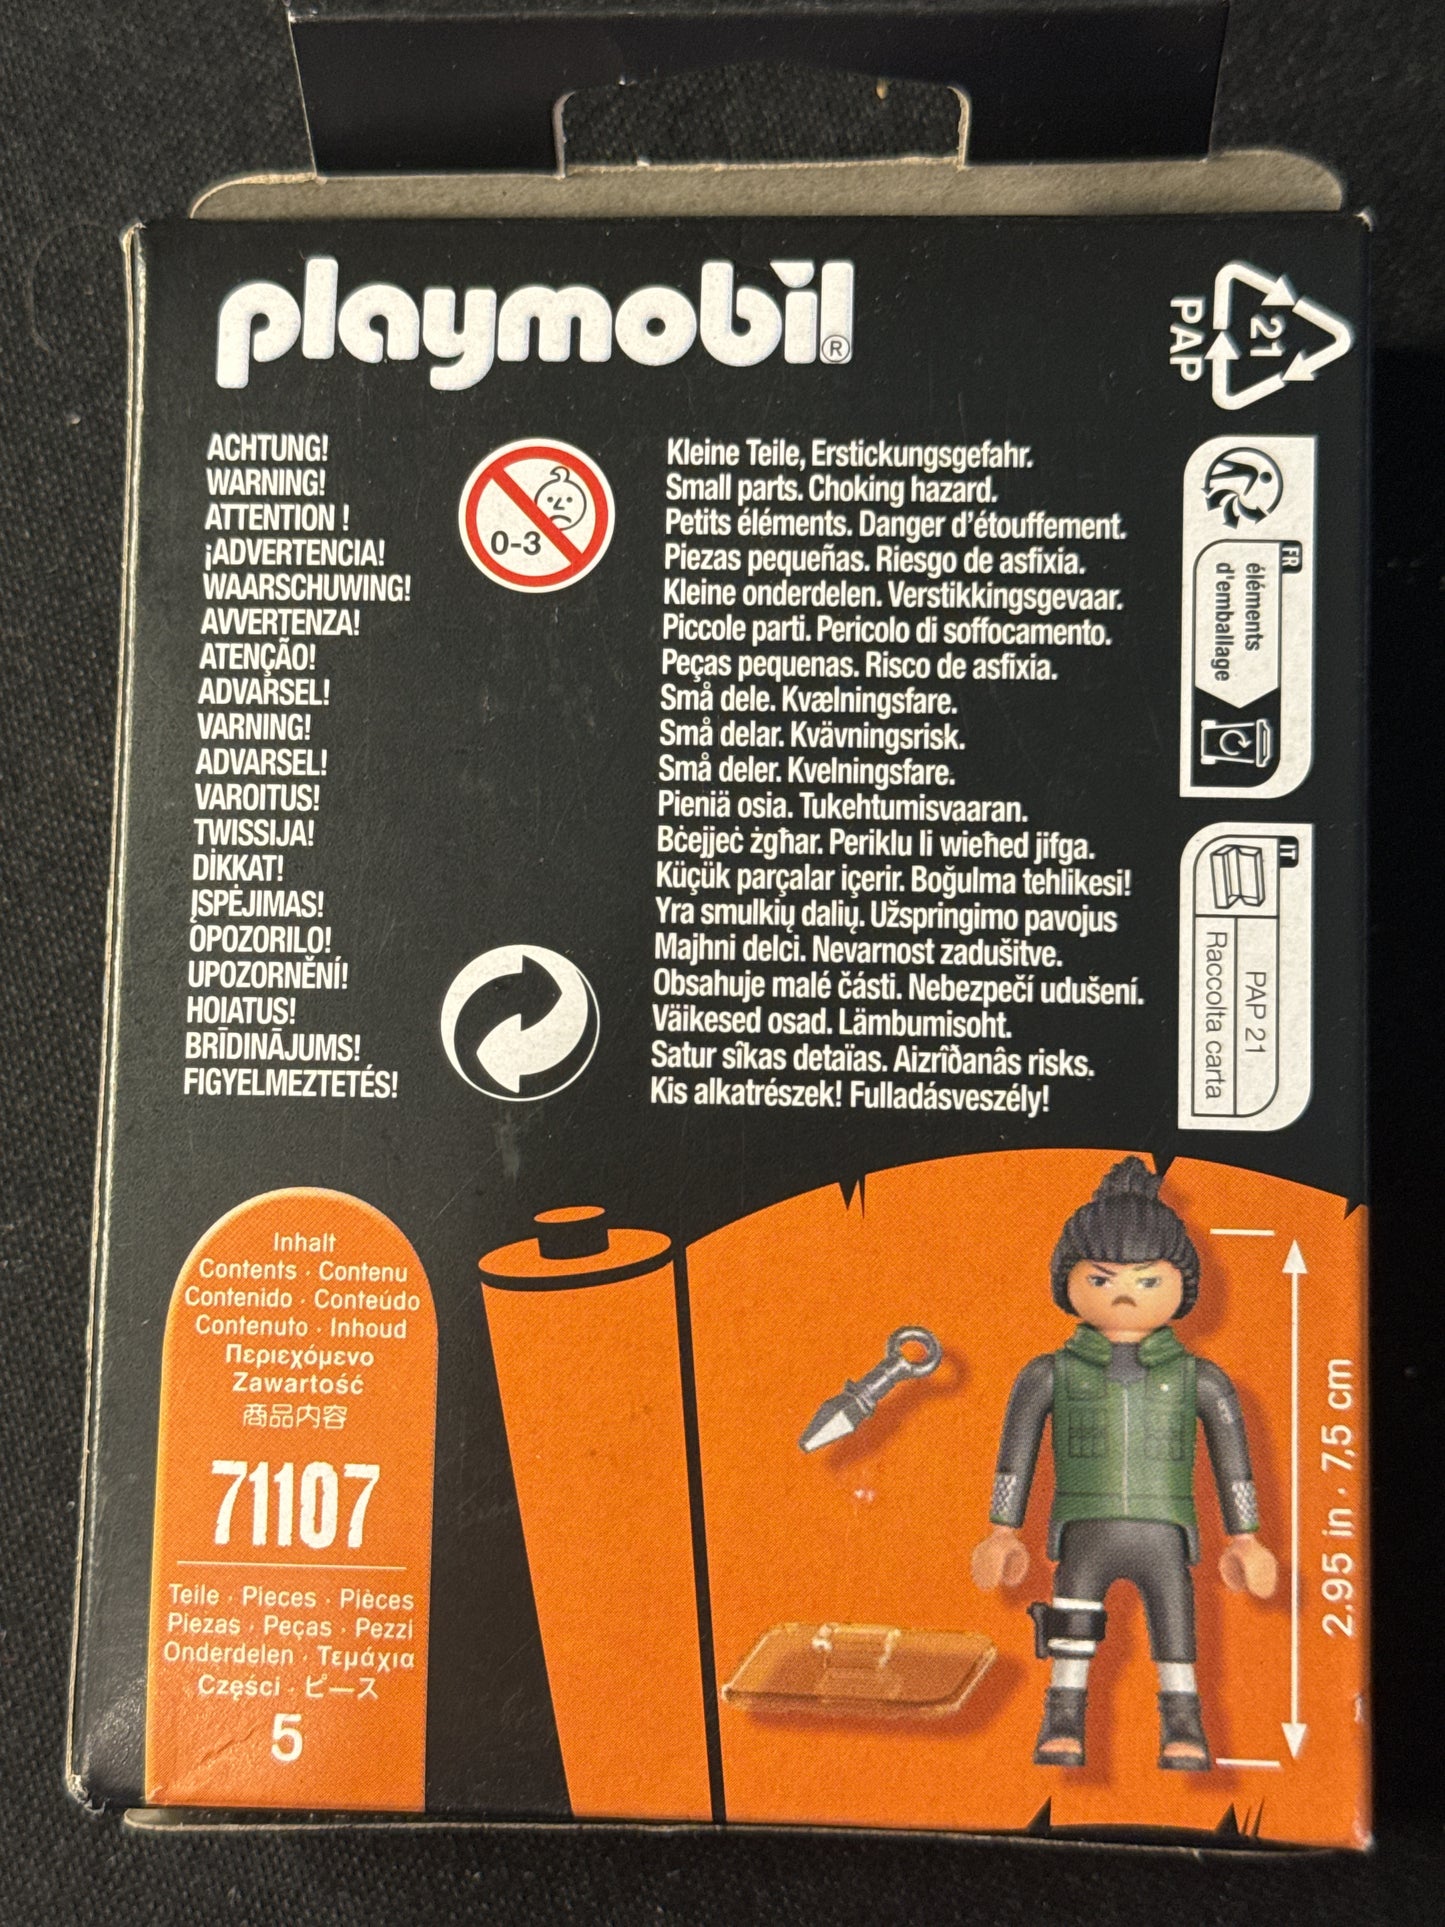 playmobil®
21
PAP
ACHTUNG!
WARNING!
ATTENTION !
¡ADVERTENCIA!
WAARSCHUWING!
AVVERTENZA!
ATENÇÃO!
ADVARSEL!
VARNING!
ADVARSEL!
VAROITUS!
TWISSIJA!
DİKKAT!
ĮSPĖJIMAS!
OPOZORILO!
UPOZORNĚNÍ!
HOIATUS!
BRĪDINĀJUMS!
FIGYELMEZTETÉS!
0-3
Kleine Teile, Erstickungsgefahr.
Small parts. Choking hazard.
Petits éléments. Danger d'étouffement.
Piezas pequeñas. Riesgo de asfixia.
Kleine onderdelen. Verstikkingsgevaar.
Piccole parti. Pericolo di soffocamento.
Peças pequenas. Risco de asfixia.
Små dele. Kvælningsfare.
Små delar. Kvävningsrisk.
Små deler. Kvelningsfare.
Pieniä osia. Tukehtumisvaaran.
Bċejjeċ żgħar. Periklu li wieħed jifga.
Küçük parçalar içerir. Boğulma tehlikesi!
Yra smulkių dalių. Užspringimo pavojus
Majhni delci. Nevarnost zadušitve.
Obsahuje malé části. Nebezpečí udušení.
Väikesed osad. Lämbumisoht.
Satur sîkas detaïas. Aizrîðanâs risks.
Kis alkatrészek! Fulladásveszély!
FR
éléments
d'emballage
IT
PAP 21
Raccolta carta
Inhalt
Contents · Contenu
Contenido · Conteúdo
Contenuto · Inhoud
Περιεχόμενο
Zawartość
商品内容
71107
Teile · Pieces · Pièces
Piezas · Peças · Pezzi
Onderdelen · Τεμάχια
Części · ピース
5
2.95 in · 7,5 cm